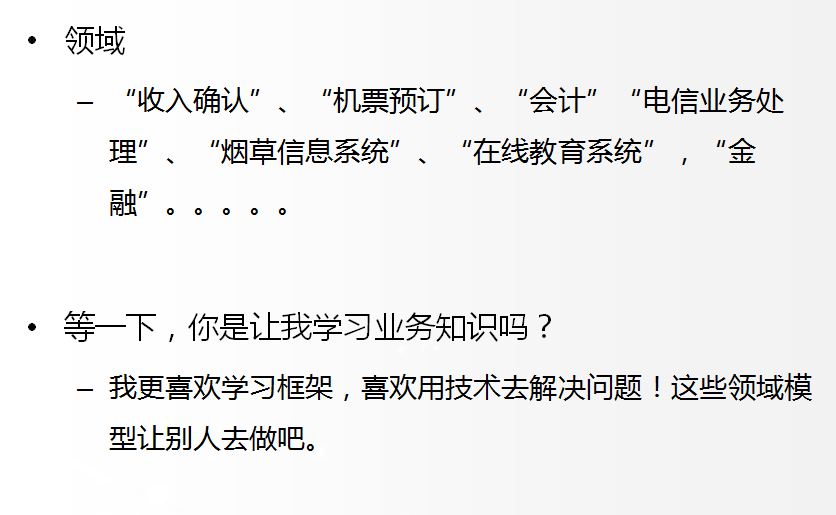 • 领域
– “收入确认”、“机票预订”、“会计”“电信业务处
理”、“烟草信息系统”、“在线教育系统”，“金
融”。。。。。
• 等一下，你是让我学习业务知识吗？
– 我更喜欢学习框架，喜欢用技术去解决问题！这些领域模
型让别人去做吧。